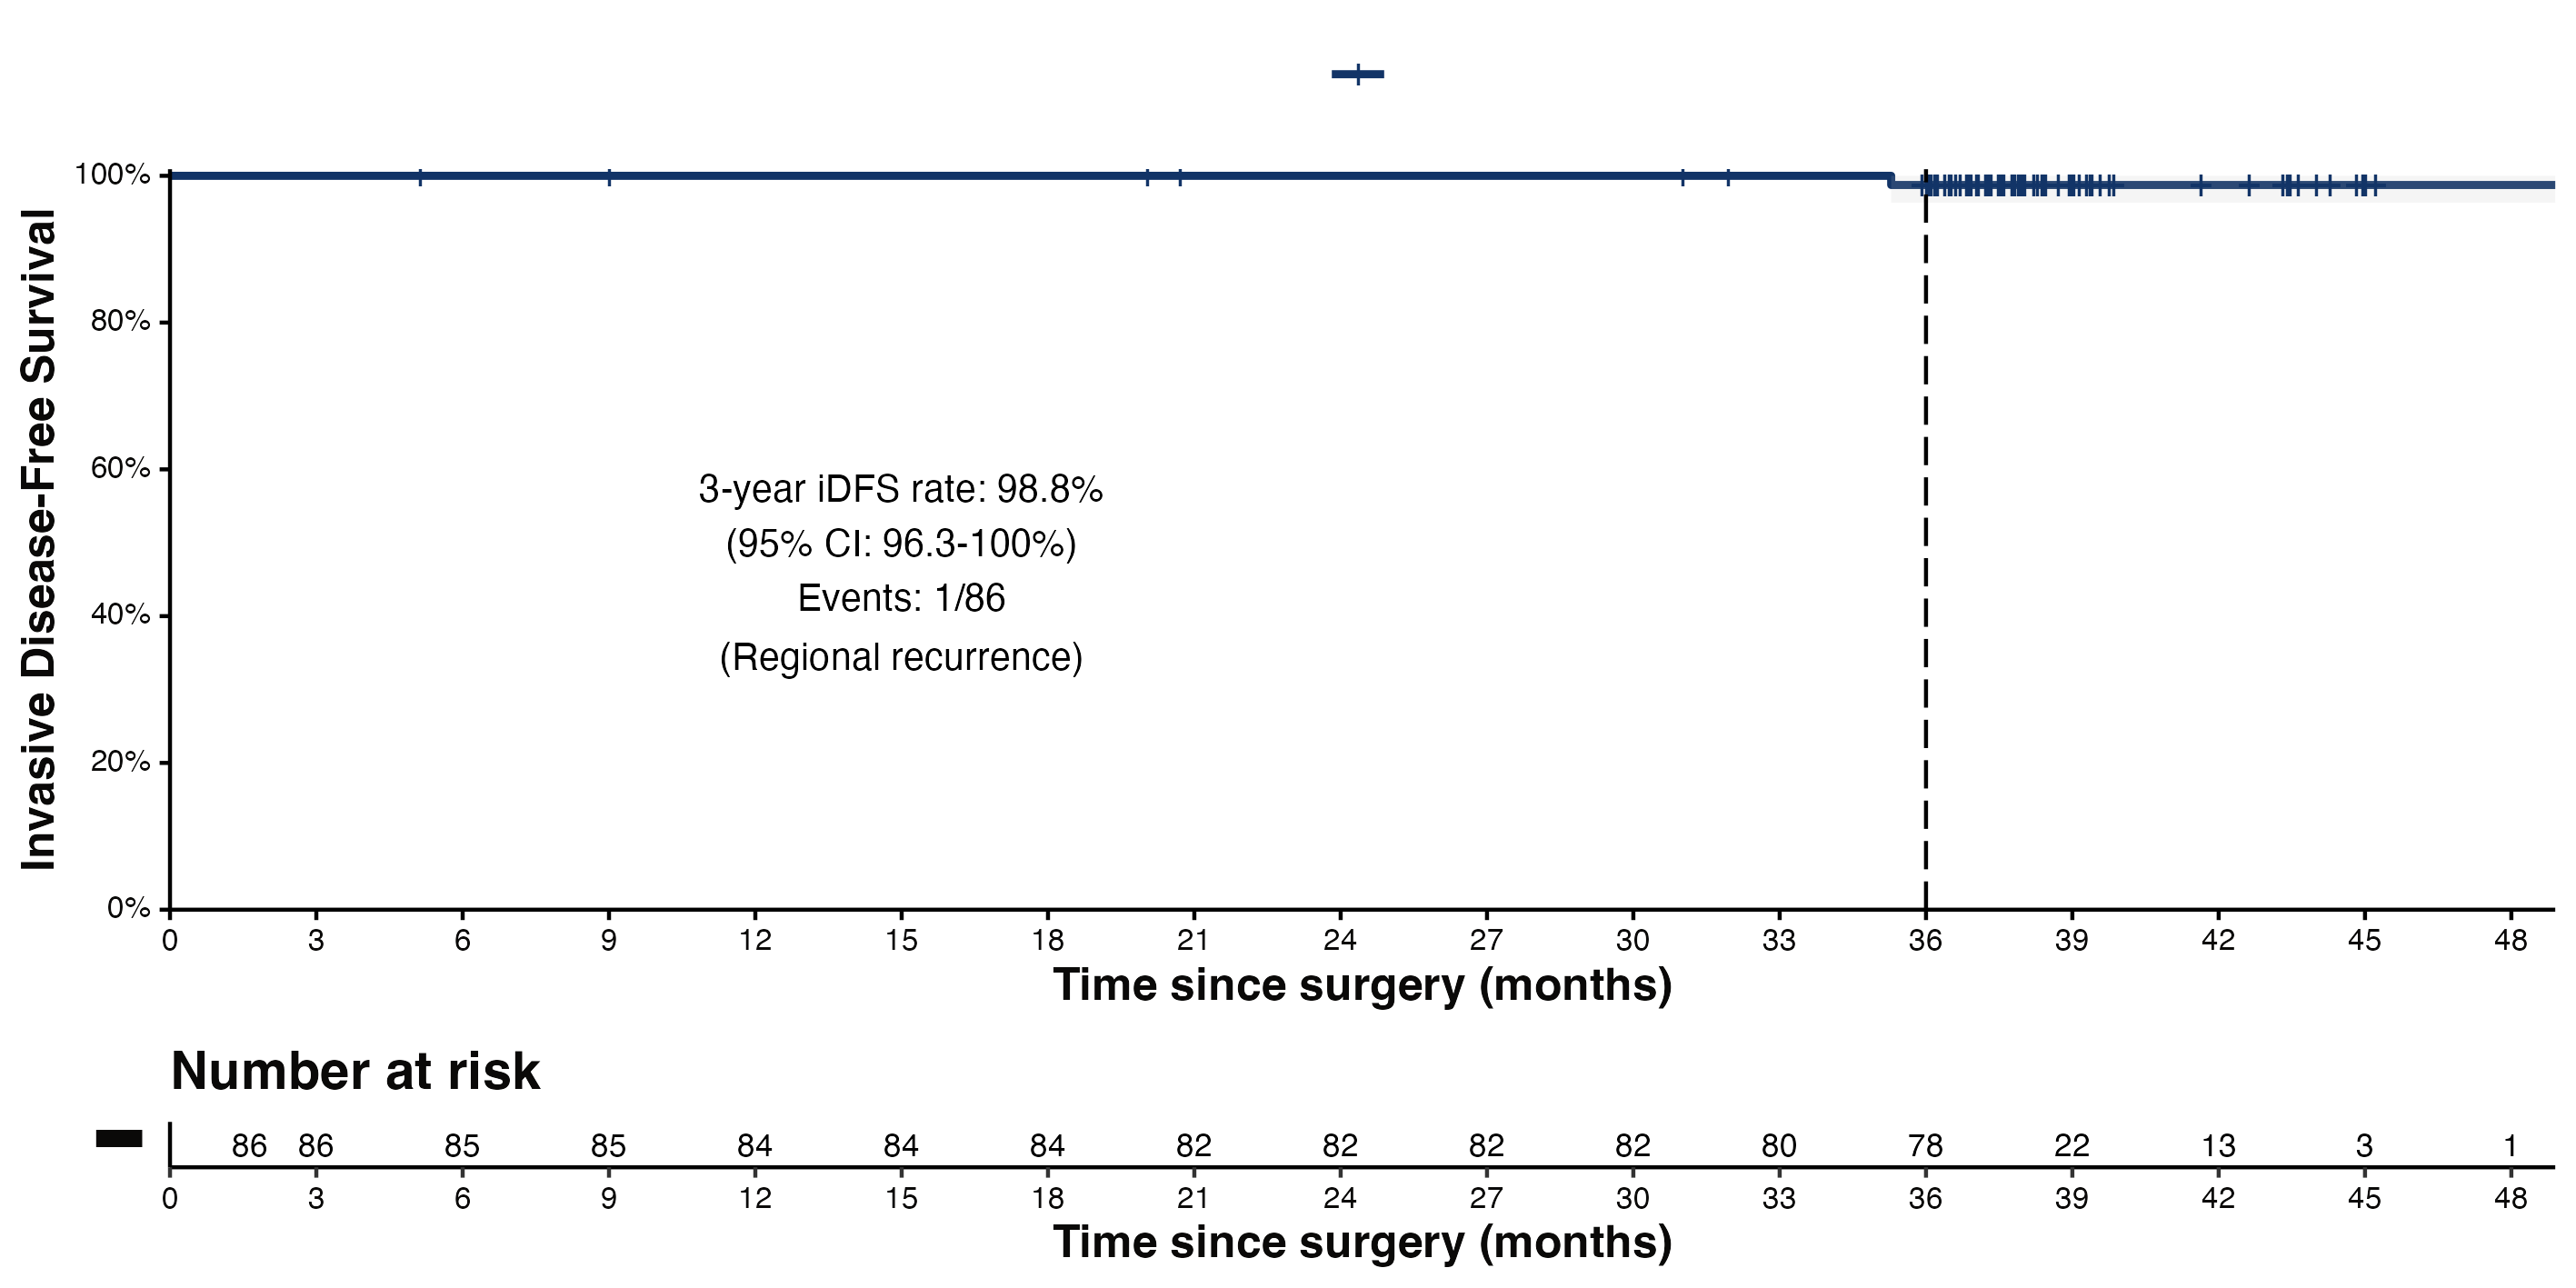 100%
80%
60%
40%
20%
0%
Invasive Disease-Free Survival
3-year iDFS rate: 98.8%
(95% CI: 96.3-100%)
Events: 1/86
(Regional recurrence)
0 3 6 9 12 15 18 21 24 27 30 33 36 39 42 45 48
Time since surgery (months)
Number at risk
86 86 85 85 84 84 84 82 82 82 82 80 78 22 13 3 1
0 3 6 9 12 15 18 21 24 27 30 33 36 39 42 45 48
Time since surgery (months)